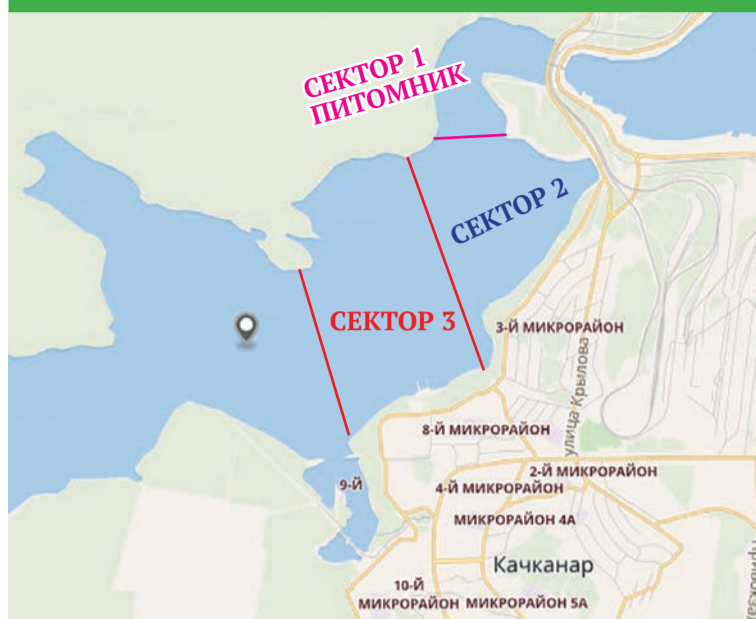 СЕКТОР 1
ПИТОМНИК
СЕКТОР 2
СЕКТОР 3
3-Й МИКРОРАЙОН
улица Крылова
8-Й МИКРОРАЙОН
2-Й МИКРОРАЙОН
9-Й
4-Й МИКРОРАЙОН
МИКРОРАЙОН 4А
Качканар
10-Й
МИКРОРАЙОН
МИКРОРАЙОН 5А